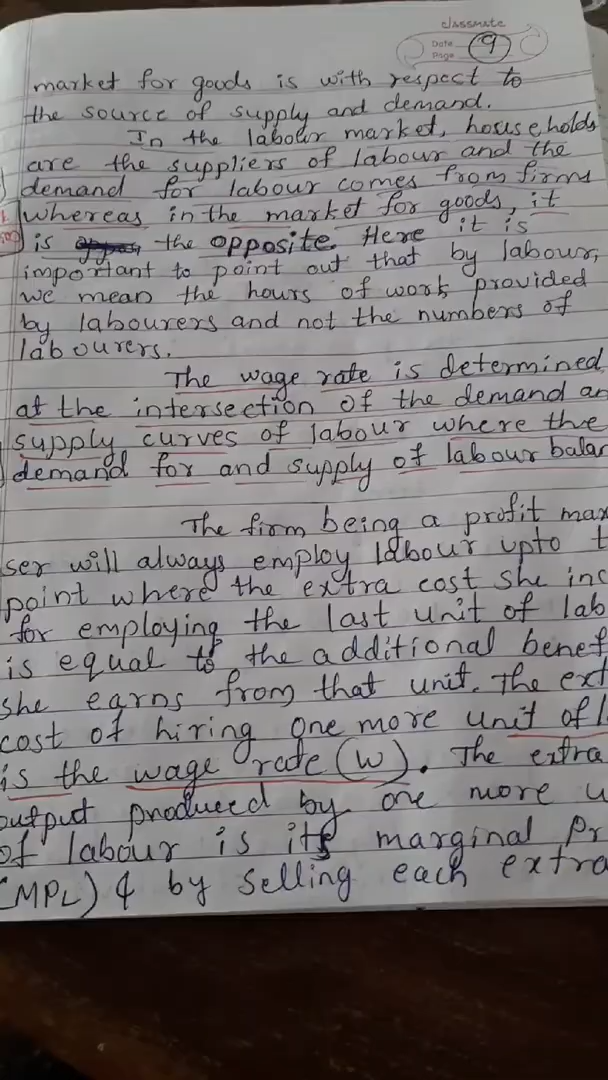 classmate
Date
Page
9
market for goods is with respect to
the source of supply and demand.
In the labour market, households
are the suppliers of labour and the
demand for labour comes from firms
whereas in the market for goods, it
is the opposite. Here it is
important to point out that by labour,
we mean the hours of work provided
by labourers and not the numbers of
labourers.
The wage rate is determined
at the intersection of the demand an
supply curves of labour where the
demand for and supply of labour balan
The firm being a profit max
ser will always employ labour upto t
point where the extra cost she inc
for employing the last unit of lab
is equal to the additional benef
she earns from that unit. The ext
cost of hiring one more unit of l
is the wage rate (W). The extra
output produced by one more u
of labour is its marginal Pr
(MPL) & by selling each extra